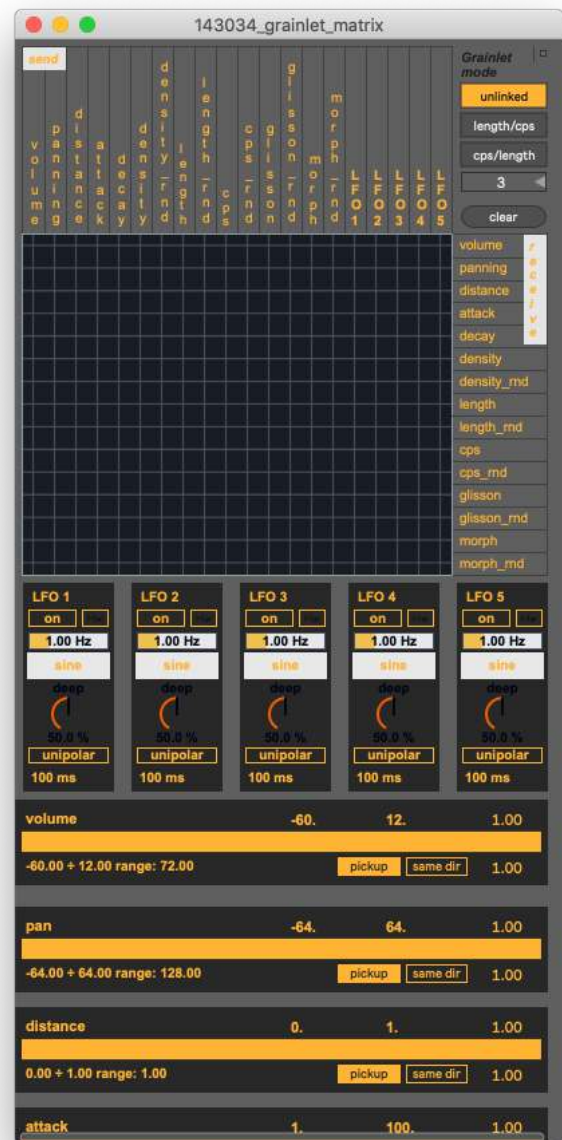 143034_grainlet_matrix
send
volume
panning
distance
attack
decay
density
density_rnd
length
length_rnd
cps
cps_rnd
glisson
glisson_rnd
morph
morph_rnd
LFO1
LFO2
LFO3
LFO4
LFO5
Grainlet
mode
unlinked
length/cps
cps/length
3
clear
receive
volume
panning
distance
attack
decay
density
density_rnd
length
length_rnd
cps
cps_rnd
glisson
glisson_rnd
morph
morph_rnd
LFO 1 LFO 2 LFO 3 LFO 4 LFO 5
on on on on on
1.00 Hz 1.00 Hz 1.00 Hz 1.00 Hz 1.00 Hz
sine sine sine sine sine
deep deep deep deep deep
50.0 % 50.0 % 50.0 % 50.0 % 50.0 %
unipolar unipolar unipolar unipolar unipolar
100 ms 100 ms 100 ms 100 ms 100 ms
volume -60. 12. 1.00
-60.00 ÷ 12.00 range: 72.00 pickup same dir 1.00
pan -64. 64. 1.00
-64.00 ÷ 64.00 range: 128.00 pickup same dir 1.00
distance 0. 1. 1.00
0.00 ÷ 1.00 range: 1.00 pickup same dir 1.00
attack 1. 100. 1.00